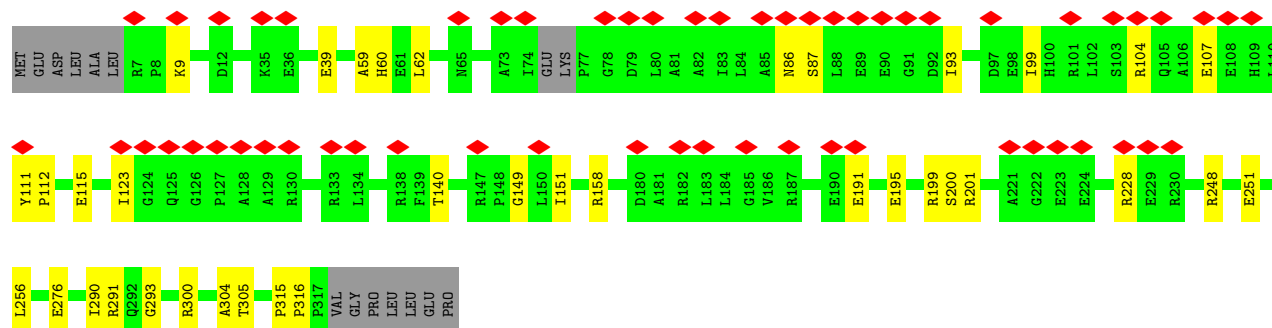 MET GLU ASP LEU ALA LEU R7 P8 K9 D12 K35 E36 E39 A59 H60 E61 L62 N65 A73 I74 GLU LYS P77 G78 D79 L80 A81 A82 I83 L84 A85 N86 S87 L88 E89 E90 G91 D92 I93 D97 E98 I99 H100 R101 L102 S103 R104 Q105 A106 E107 E108 H109 L110
Y111 P112 E115 I123 G124 Q125 G126 P127 A128 A129 R130 R133 L134 R138 F139 T140 R147 P148 G149 L150 I151 R158 D180 A181 R182 L183 L184 G185 V186 R187 E190 E191 E195 R199 S200 R201 A221 G222 E223 E224 R228 E229 R230 R248 E251
L256 E276 I290 R291 Q292 G293 R300 A304 T305 P315 P316 P317 VAL GLY PRO LEU LEU GLU PRO